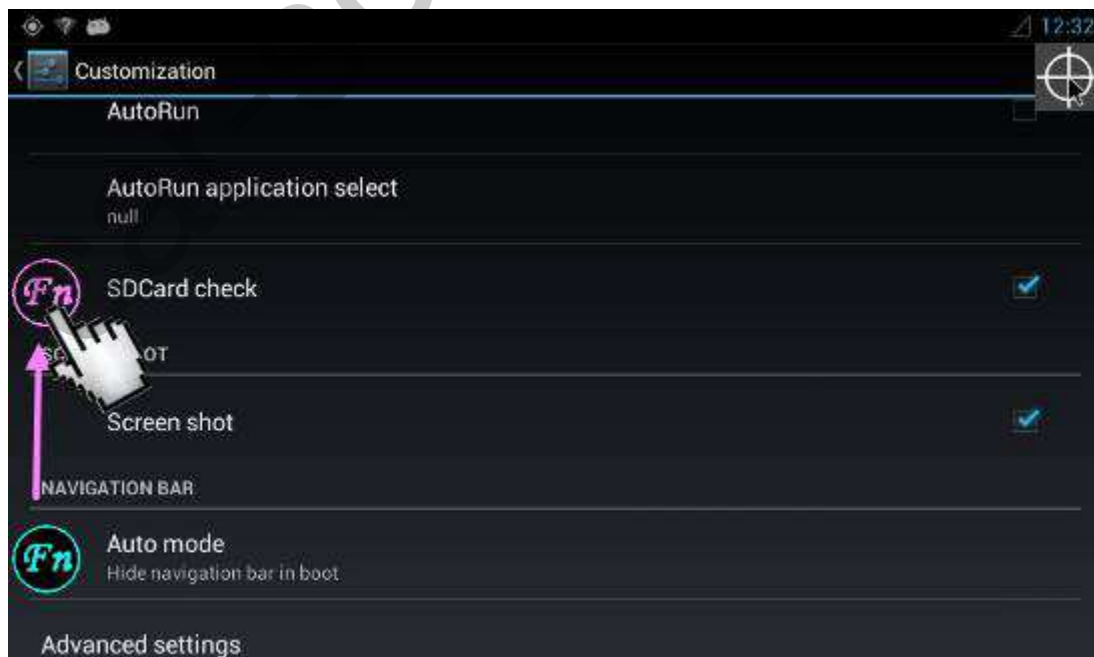 12:32
Customization
AutoRun
AutoRun application select
null
Fn SDCard check
OT
Screen shot
NAVIGATION BAR
Fn Auto mode
Hide navigation bar in boot
Advanced settings